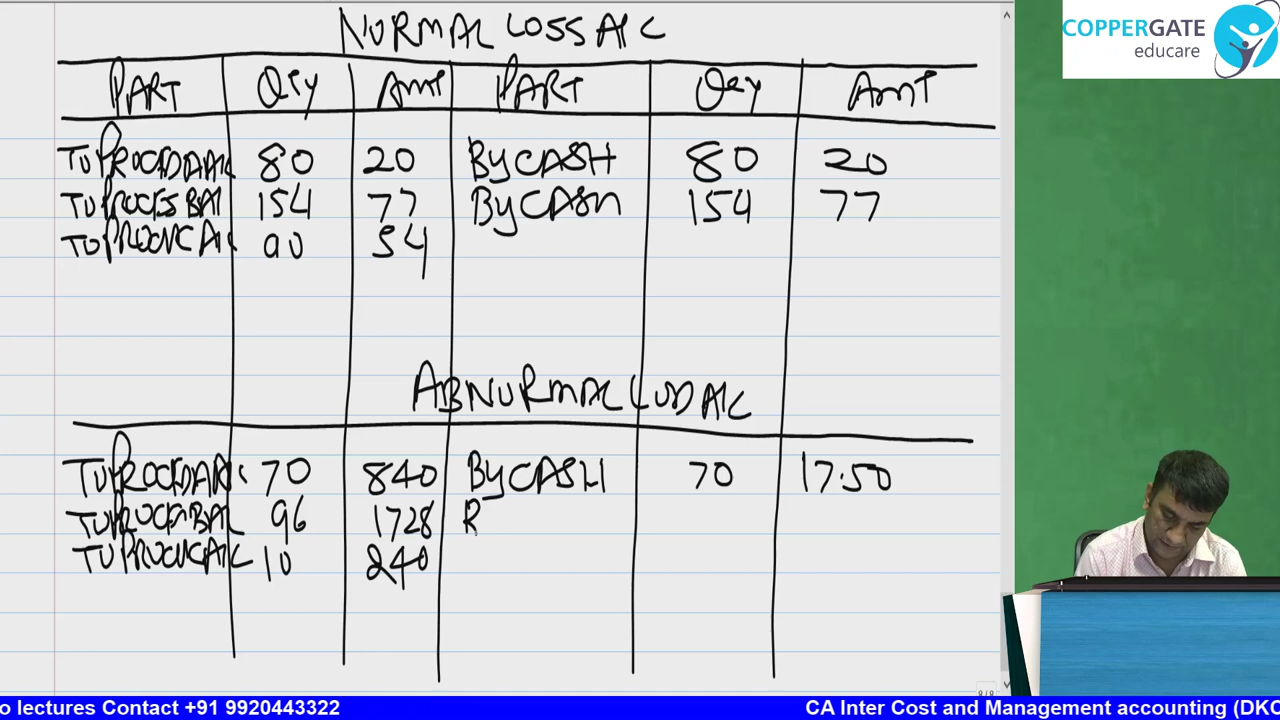 NORMAL LOSS A/C
COPPERGATE
educare
PART Qty Amt PART Qty Amt
TO PROCESS A A/C 80 20 By CASH 80 20
TO PROCESS B A/C 154 77 By CASH 154 77
TO PROCESS C A/C 90 54
ABNORMAL LOSS A/C
TO PROCESS A A/C 70 840 By CASH 70 17.50
TO PROCESS B A/C 96 1728 B
TO PROCESS C A/C 10 240
o lectures Contact +91 9920443322
CA Inter Cost and Management accounting (DKC